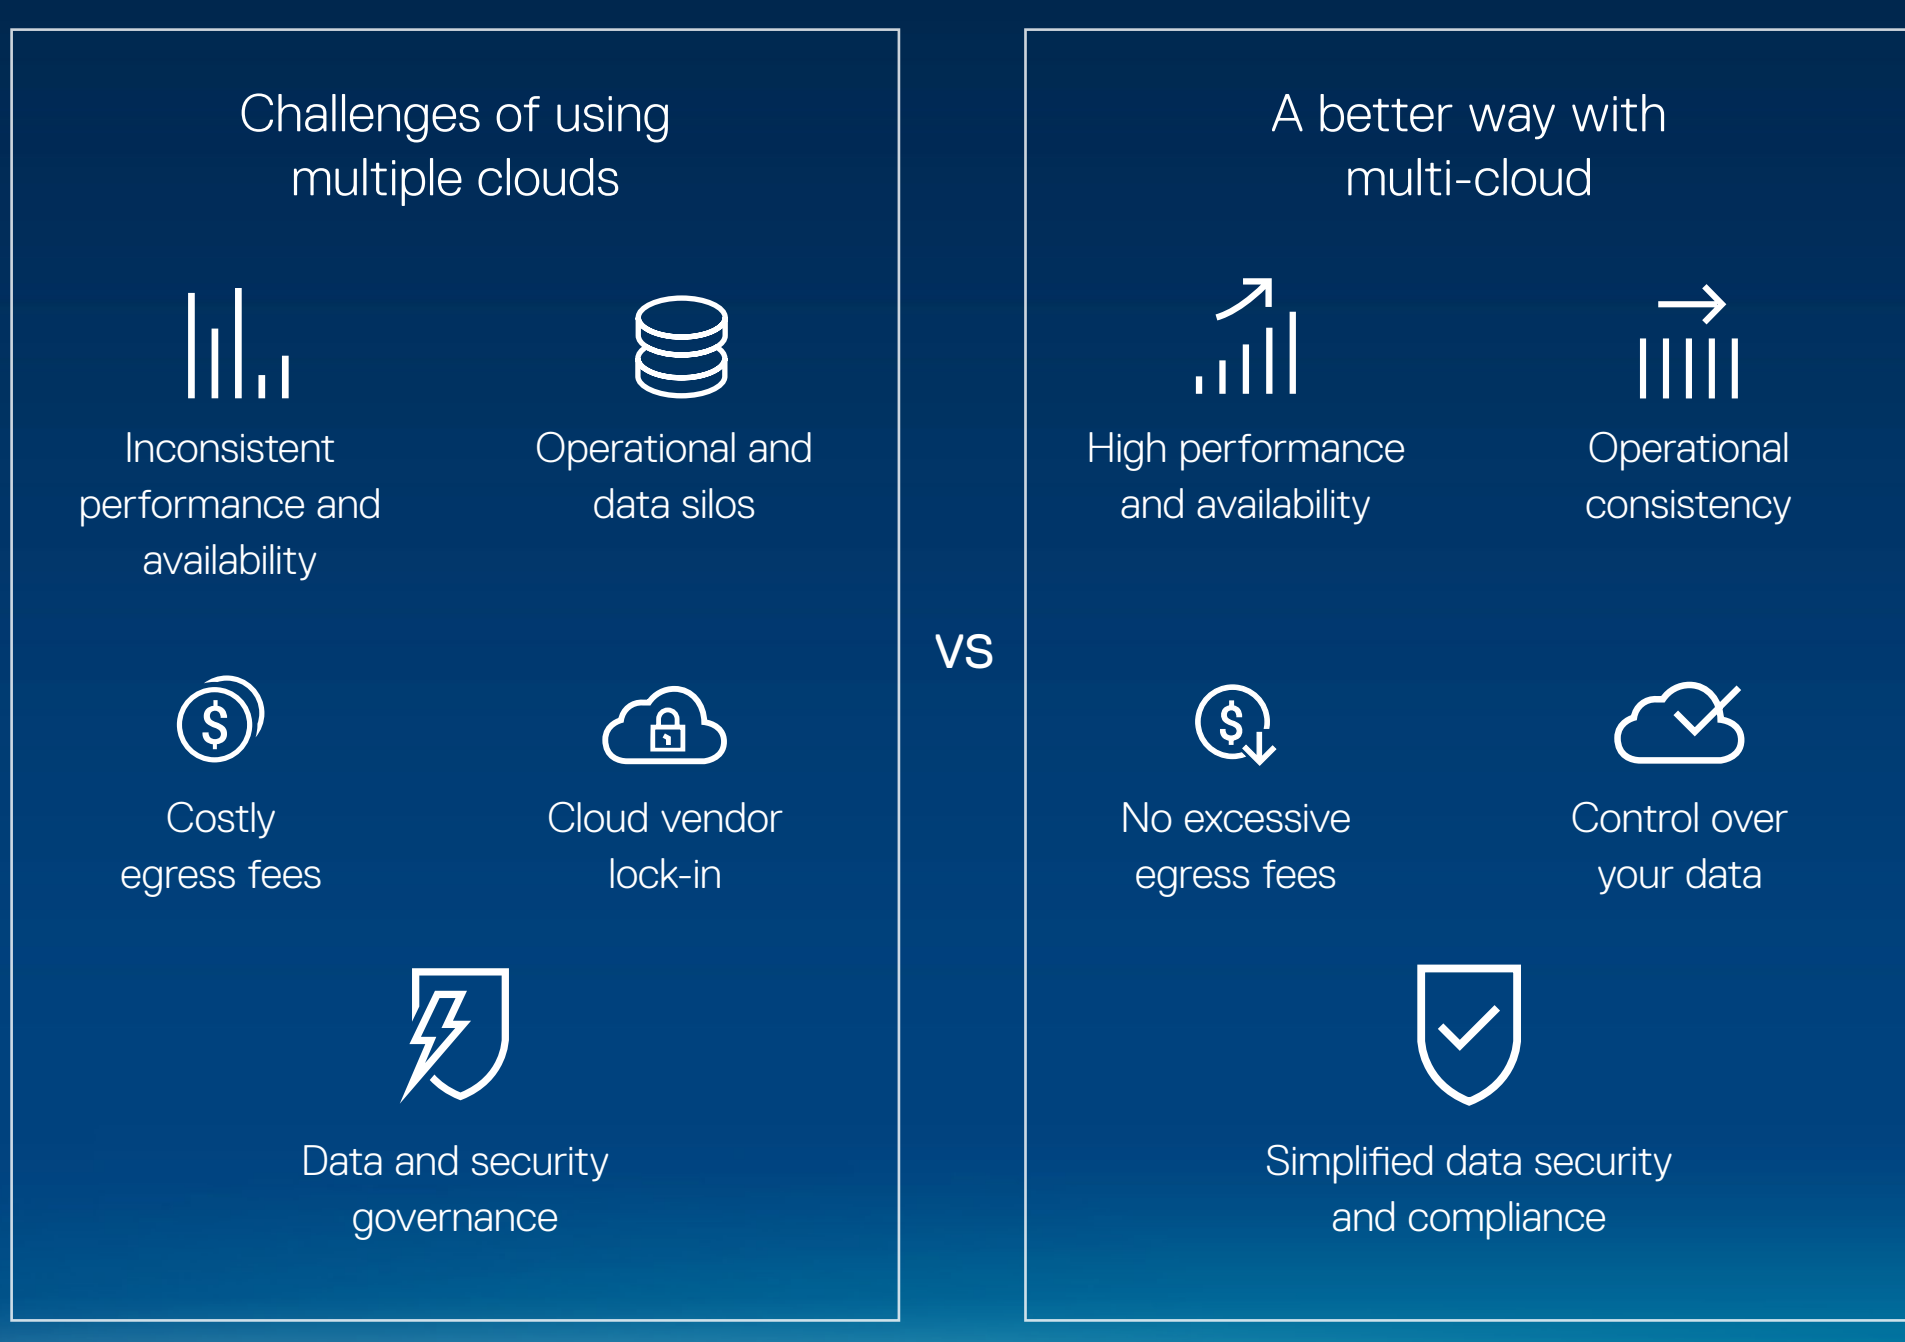 Challenges of using
multiple clouds
Inconsistent
performance and
availability
Operational and
data silos
$
Costly
egress fees
Cloud vendor
lock-in
Data and security
governance
vs
A better way with
multi-cloud
High performance
and availability
Operational
consistency
$
No excessive
egress fees
Control over
your data
Simplified data security
and compliance